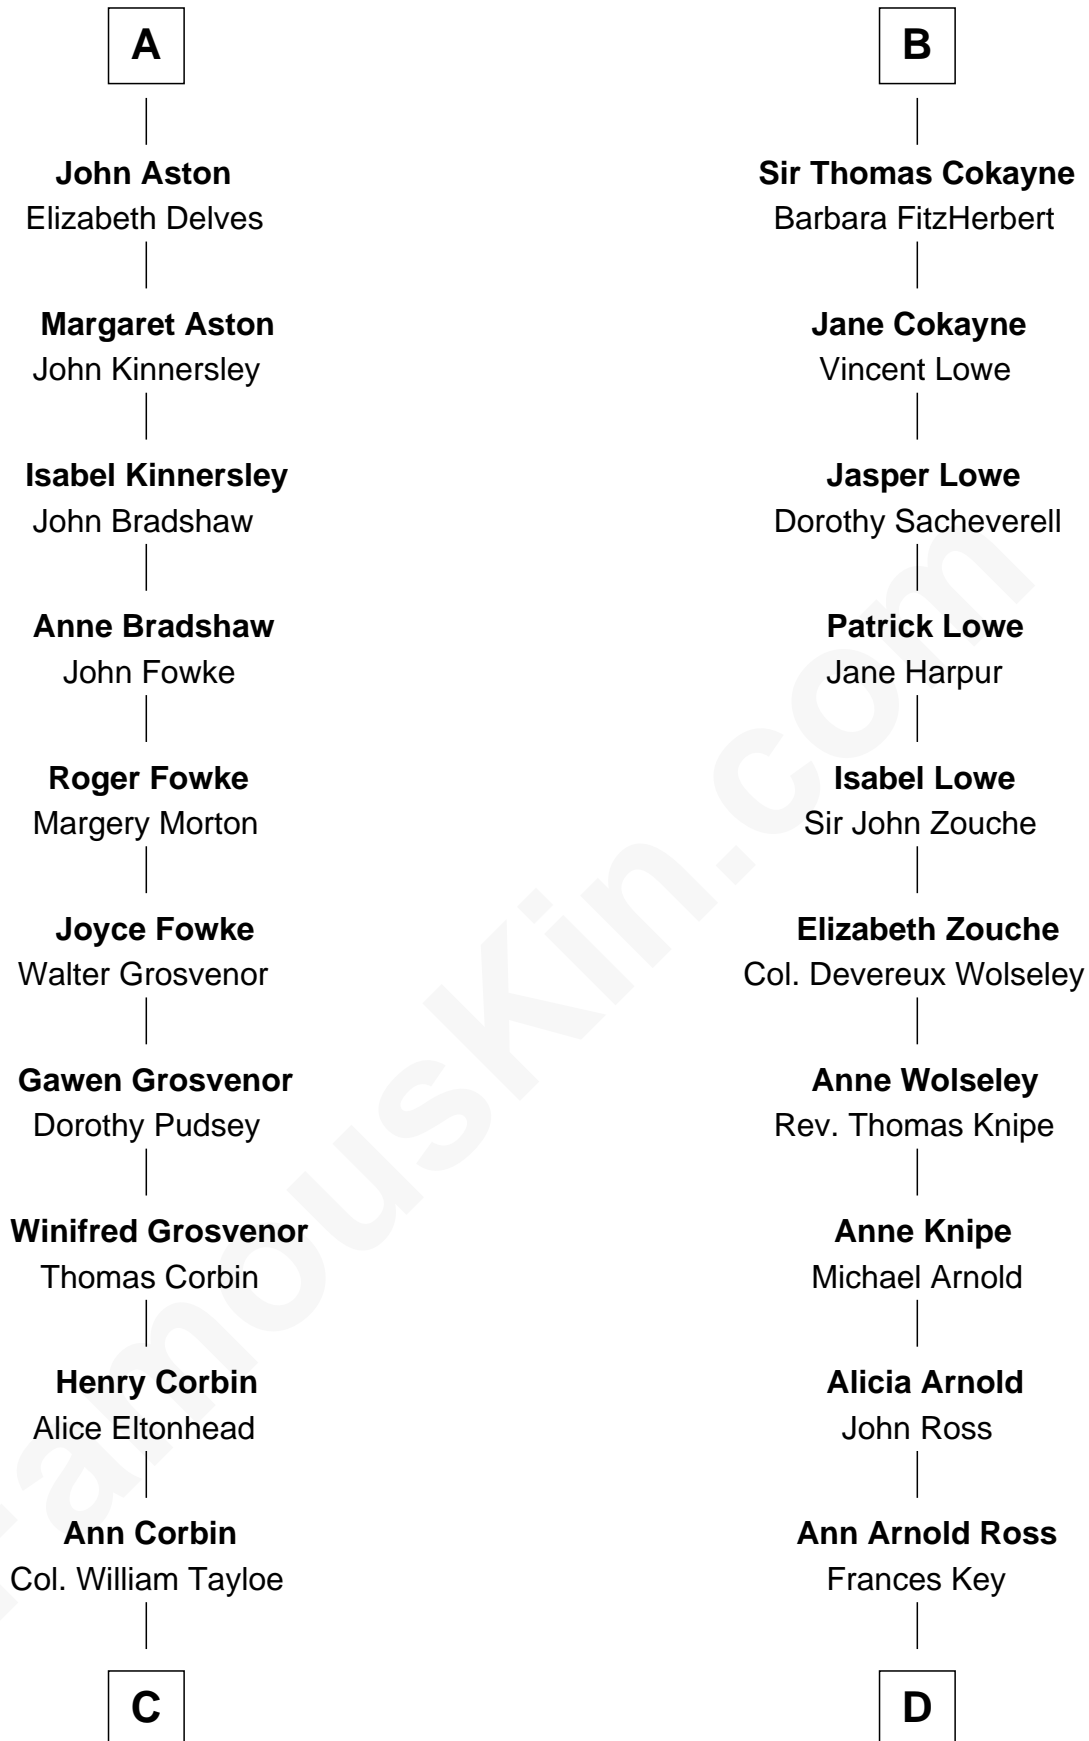 A
John Aston
Elizabeth Delves
Margaret Aston
John Kinnersley
Isabel Kinnersley
John Bradshaw
Anne Bradshaw
John Fowke
Roger Fowke
Margery Morton
Joyce Fowke
Walter Grosvenor
Gawen Grosvenor
Dorothy Pudsey
Winifred Grosvenor
Thomas Corbin
Henry Corbin
Alice Eltonhead
Ann Corbin
Col. William Tayloe
C
B
Sir Thomas Cokayne
Barbara FitzHerbert
Jane Cokayne
Vincent Lowe
Jasper Lowe
Dorothy Sacheverell
Patrick Lowe
Jane Harpur
Isabel Lowe
Sir John Zouche
Elizabeth Zouche
Col. Devereux Wolseley
Anne Wolseley
Rev. Thomas Knipe
Anne Knipe
Michael Arnold
Alicia Arnold
John Ross
Ann Arnold Ross
Frances Key
D
FamousKin.com